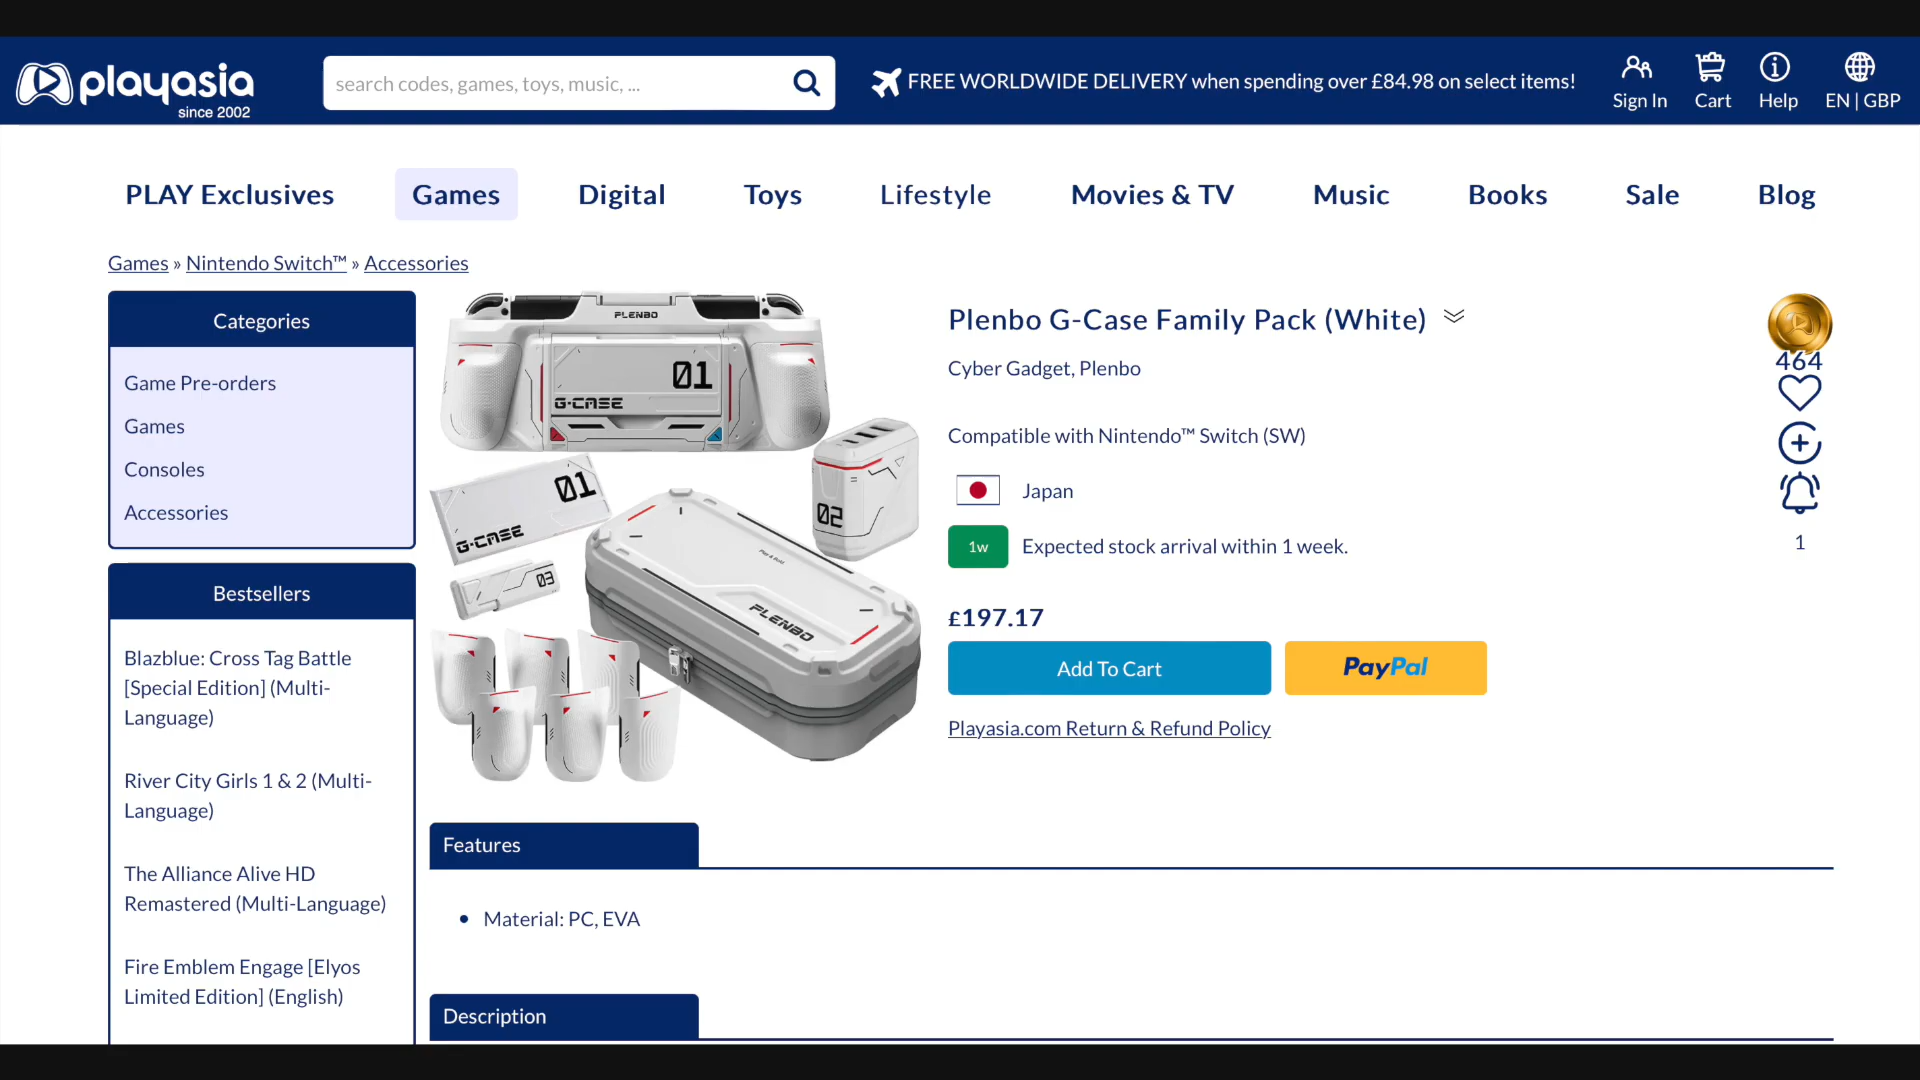 playasia
since 2002
search codes, games, toys, music, ...
FREE WORLDWIDE DELIVERY when spending over £84.98 on select items!
Sign In
Cart
Help
EN | GBP
PLAY Exclusives
Games
Digital
Toys
Lifestyle
Movies & TV
Music
Books
Sale
Blog
Games » Nintendo Switch™ » Accessories
Categories
Game Pre-orders
Games
Consoles
Accessories
Bestsellers
Blazblue: Cross Tag Battle
[Special Edition] (Multi-
Language)
River City Girls 1 & 2 (Multi-
Language)
The Alliance Alive HD
Remastered (Multi-Language)
Fire Emblem Engage [Elyos
Limited Edition] (English)
PLENBO
01
G-CASE
01
G-CASE
02
03
PLENBO
Plenbo G-Case Family Pack (White)
Cyber Gadget, Plenbo
Compatible with Nintendo™ Switch (SW)
Japan
1w
Expected stock arrival within 1 week.
£197.17
Add To Cart
PayPal
Playasia.com Return & Refund Policy
464
1
Features
Material: PC, EVA
Description